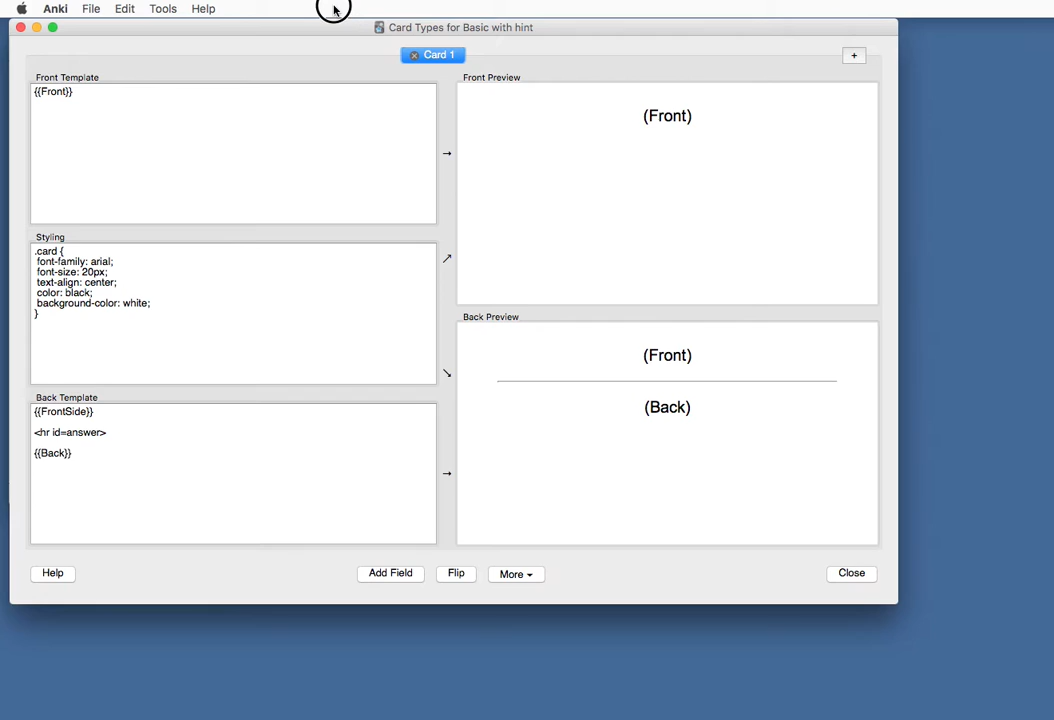 Anki File Edit Tools Help
Card Types for Basic with hint
Card 1
+
Front Template
{{Front}}
Styling
.card {
font-family: arial;
font-size: 20px;
text-align: center;
color: black;
background-color: white;
}
Back Template
{{FrontSide}}
<hr id=answer>
{{Back}}
Front Preview
(Front)
Back Preview
(Front)
(Back)
Help
Add Field
Flip
More
Close